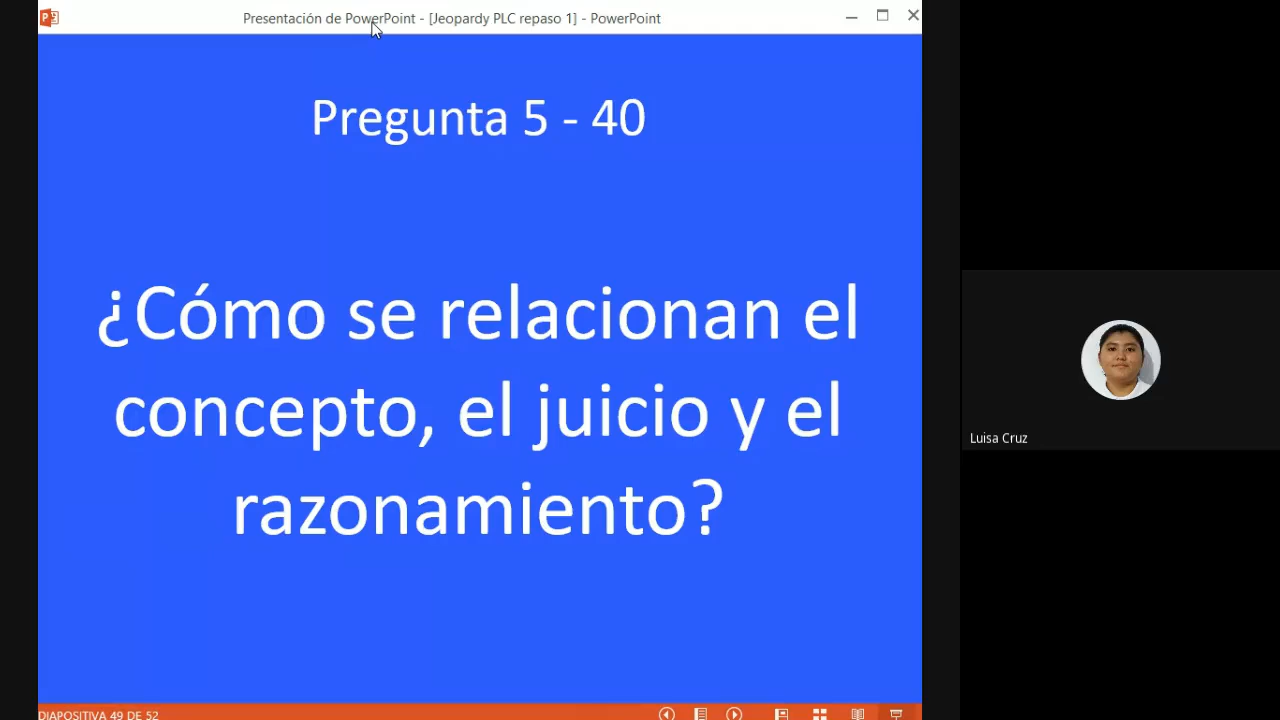 Presentación de PowerPoint - [Jeopardy PLC repaso 1] - PowerPoint
Pregunta 5 - 40
¿Cómo se relacionan el
concepto, el juicio y el
razonamiento?
Luisa Cruz
DIAPOSITIVA 49 DE 52